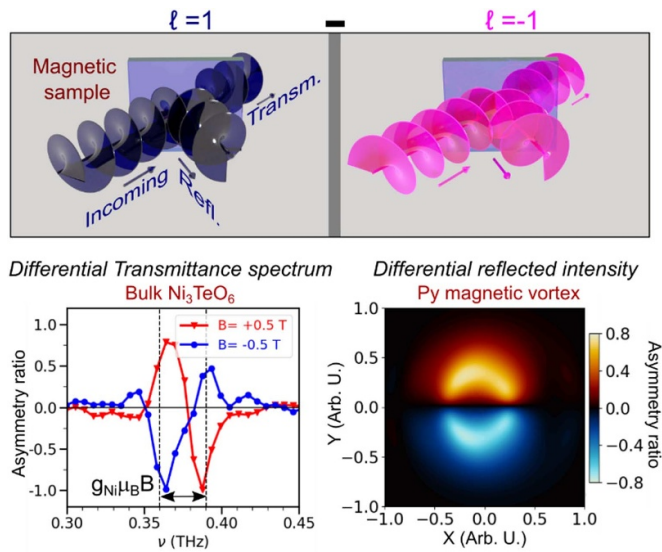 ℓ =1
-
ℓ=-1
Magnetic
sample
Transm.
Incoming
Refl.
Differential Transmittance spectrum
Bulk Ni₃TeO₆
B= +0.5 T
B= -0.5 T
1.0
0.5
0.0
-0.5
-1.0
Asymmetry ratio
g_Niμ_BB
0.30
0.35
0.40
0.45
ν (THz)
Differential reflected intensity
Py magnetic vortex
1.0
0.5
0.0
−0.5
−1.0
Y (Arb. U.)
−1.0
−0.5
0.0
0.5
1.0
X (Arb. U.)
0.8
0.4
0.0
−0.4
−0.8
Asymmetry ratio